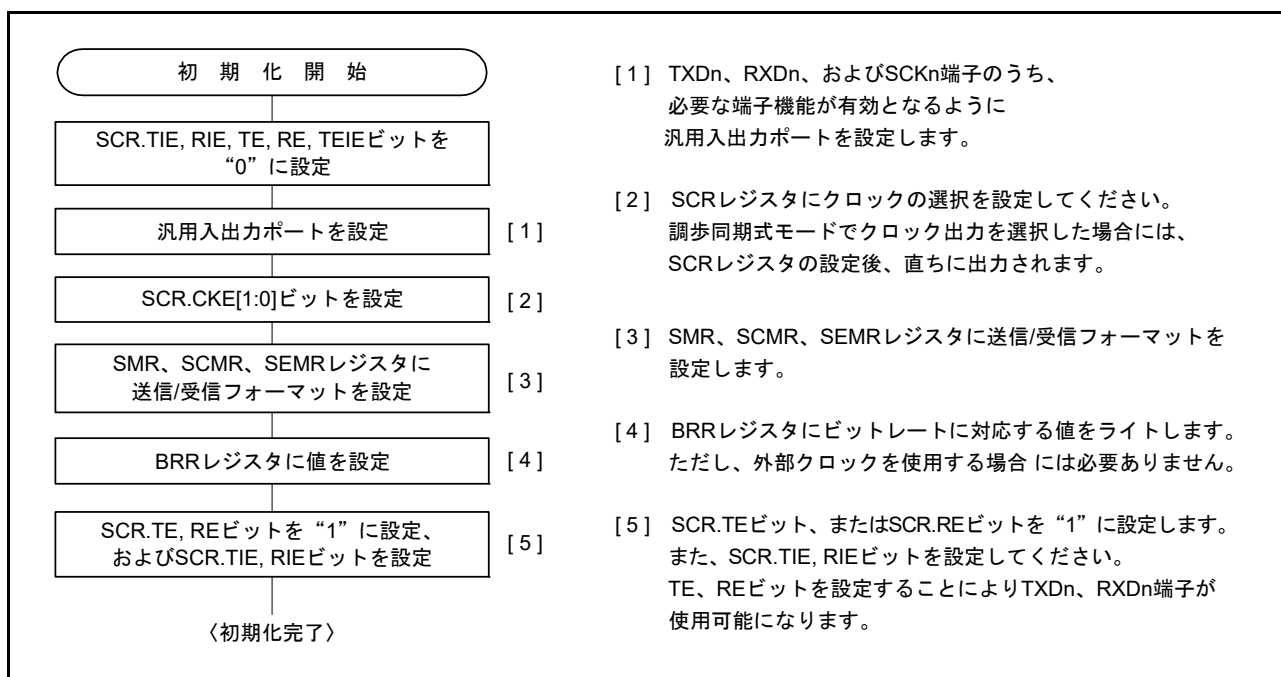 初 期 化 開 始
SCR.TIE, RIE, TE, RE, TEIEビットを
“0”に設定
汎用入出力ポートを設定
[ 1 ]
SCR.CKE[1:0]ビットを設定
[ 2 ]
SMR、SCMR、SEMRレジスタに
送信/受信フォーマットを設定
[ 3 ]
BRRレジスタに値を設定
[ 4 ]
SCR.TE, REビットを“1”に設定、
およびSCR.TIE, RIEビットを設定
[ 5 ]
〈初期化完了〉
[ 1 ] TXDn、RXDn、およびSCKn端子のうち、
必要な端子機能が有効となるように
汎用入出力ポートを設定します。
[ 2 ] SCRレジスタにクロックの選択を設定してください。
調歩同期式モードでクロック出力を選択した場合には、
SCRレジスタの設定後、直ちに出力されます。
[ 3 ] SMR、SCMR、SEMRレジスタに送信/受信フォーマットを
設定します。
[ 4 ] BRRレジスタにビットレートに対応する値をライトします。
ただし、外部クロックを使用する場合 には必要ありません。
[ 5 ] SCR.TEビット、またはSCR.REビットを“1”に設定します。
また、SCR.TIE, RIEビットを設定してください。
TE、REビットを設定することによりTXDn、RXDn端子が
使用可能になります。